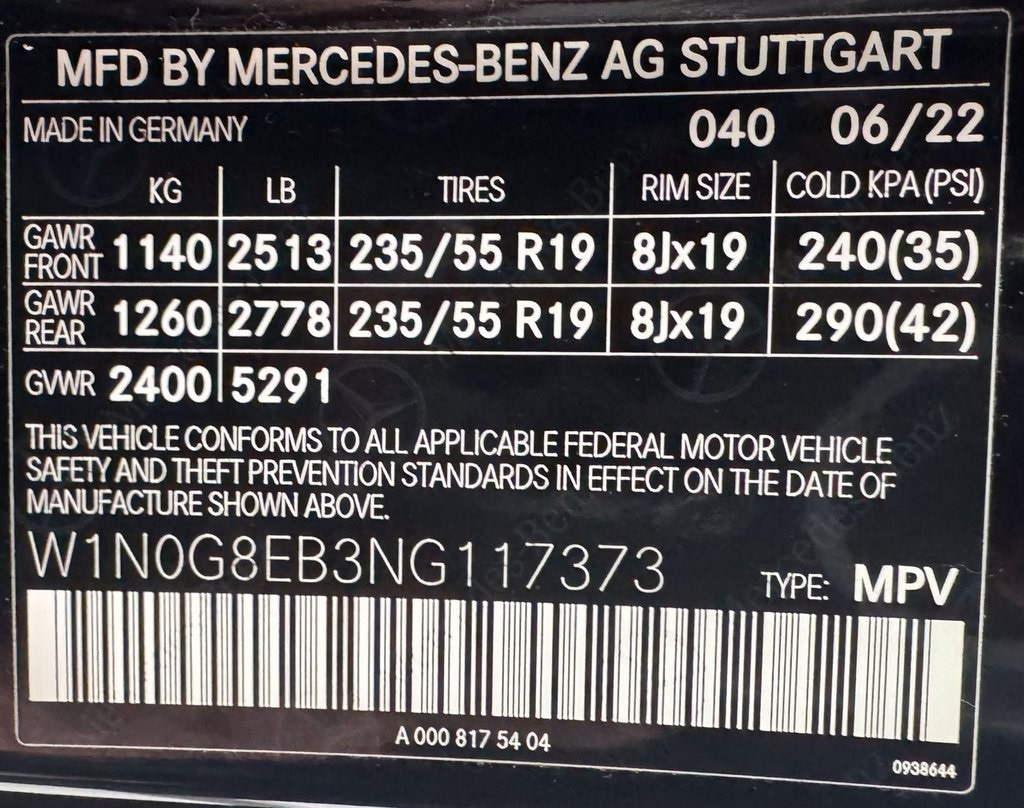 MFD BY MERCEDES-BENZ AG STUTTGART
MADE IN GERMANY 040 06/22
KG LB TIRES RIM SIZE COLD KPA (PSI)
GAWR FRONT 1140 2513 235/55 R19 8Jx19 240(35)
GAWR REAR 1260 2778 235/55 R19 8Jx19 290(42)
GVWR 2400 5291
THIS VEHICLE CONFORMS TO ALL APPLICABLE FEDERAL MOTOR VEHICLE
SAFETY AND THEFT PREVENTION STANDARDS IN EFFECT ON THE DATE OF
MANUFACTURE SHOWN ABOVE.
W1N0G8EB3NG117373 TYPE: MPV
A 000 817 54 04
0938644